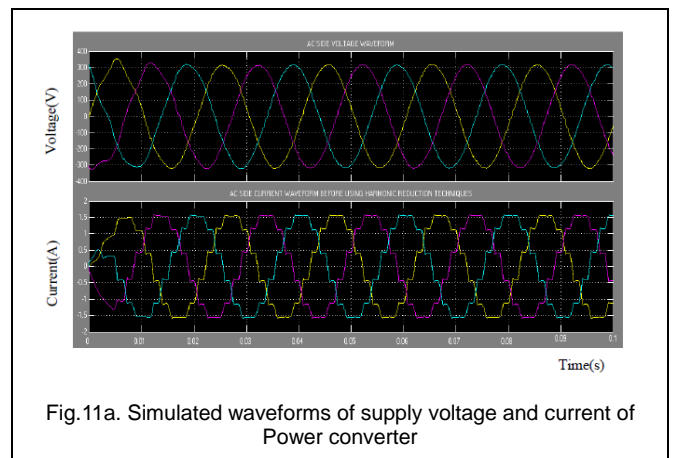 AC SIDE VOLTAGE WAVEFORM
Voltage(V)
400
300
200
100
0
-100
-200
-300
-400
AC SIDE CURRENT WAVEFORM BEFORE USING HARMONIC REDUCTION TECHNIQUES
Current(A)
2
1.5
1
0.5
0
-0.5
-1
-1.5
-2
0 0.01 0.02 0.03 0.04 0.05 0.06 0.07 0.08 0.09 0.1
Time(s)
Fig.11a. Simulated waveforms of supply voltage and current of
Power converter